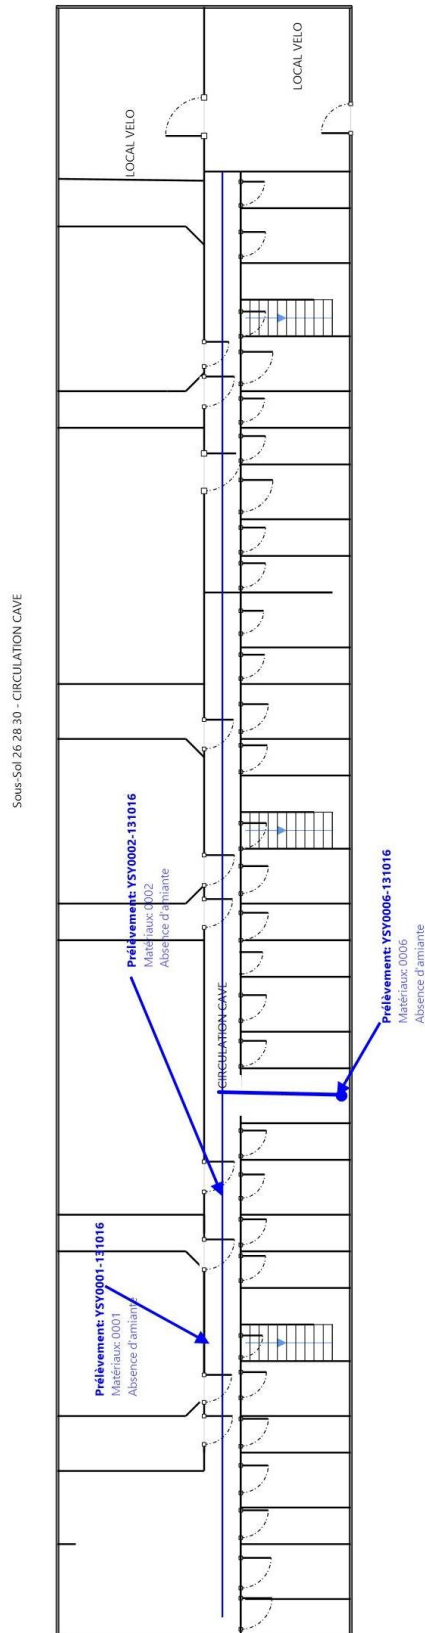 LOCAL VELO
LOCAL VELO
Sous-Sol 26 28 30 - CIRCULATION CAVE
Prélèvement: YSY0002-131016
Matériaux: 0002
Absence d'amiante
Prélèvement: YSY0006-131016
Matériaux: 0006
Absence d'amiante
CIRCULATION CAVE
Prélèvement: YSY0001-131016
Matériaux: 0001
Absence d'amiante